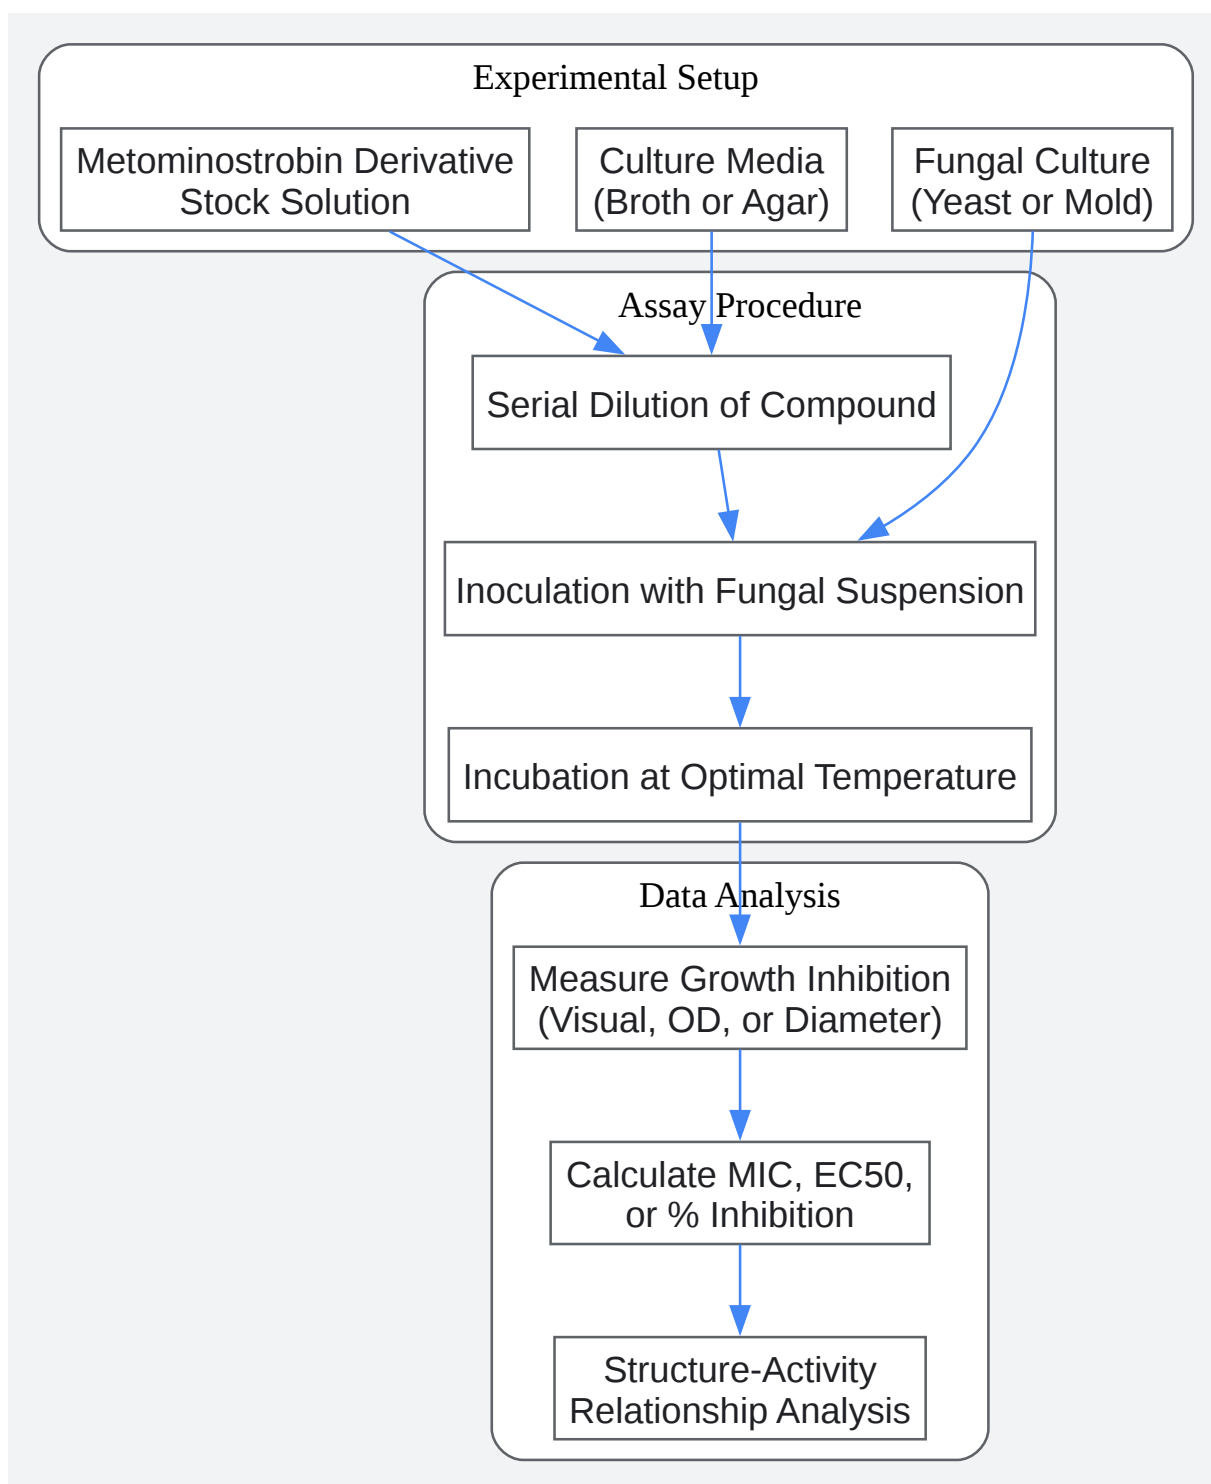 Experimental Setup
Metominostrobin Derivative
Stock Solution
Culture Media
(Broth or Agar)
Fungal Culture
(Yeast or Mold)
Assay Procedure
Serial Dilution of Compound
Inoculation with Fungal Suspension
Incubation at Optimal Temperature
Data Analysis
Measure Growth Inhibition
(Visual, OD, or Diameter)
Calculate MIC, EC50,
or % Inhibition
Structure-Activity
Relationship Analysis